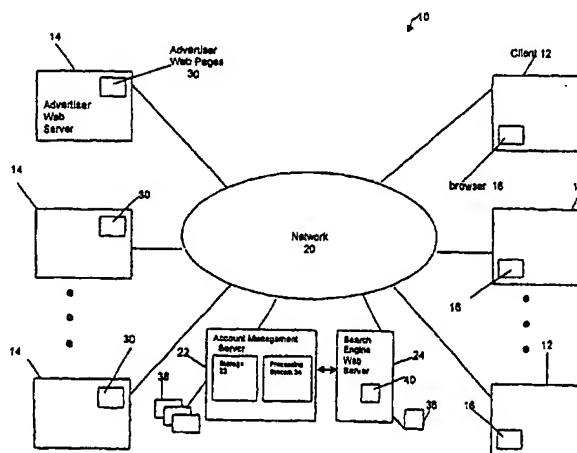 10
14
Advertiser
Web Pages
30
Client 12
Advertiser
Web
Server
browser 16
14
30
1
Network
20
16
14
30
22
Account Management
Server
Search
Engine
Web
Server
24
12
38
Storage
Processing
System 34
40
36
16